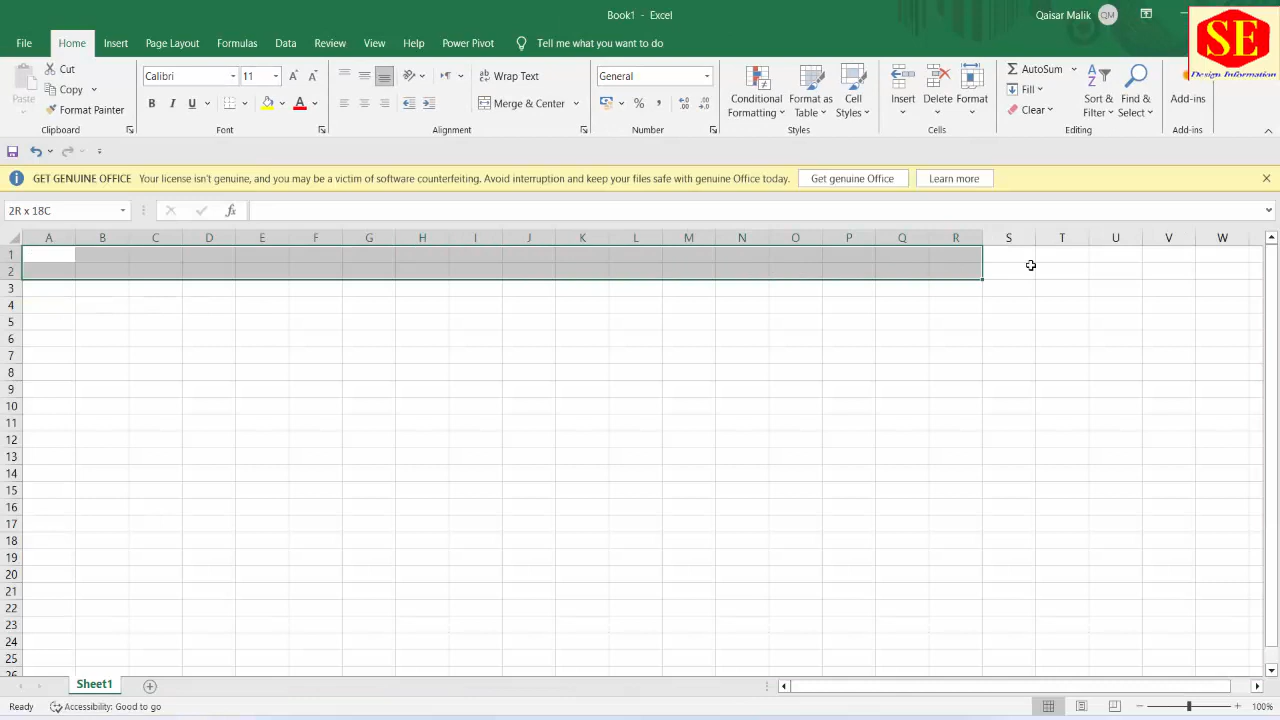 Book1 - Excel
Qaisar Malik QM
SE
Design Information
File Home Insert Page Layout Formulas Data Review View Help Power Pivot Tell me what you want to do
Paste
Cut
Copy
Format Painter
Clipboard
Calibri 11
B I U
Font
Wrap Text
Merge & Center
Alignment
General
%
Number
Conditional Formatting
Format as Table
Cell Styles
Styles
Insert
Delete
Format
Cells
AutoSum
Fill
Clear
Sort & Filter
Find & Select
Editing
Add-ins
Add-ins
GET GENUINE OFFICE Your license isn't genuine, and you may be a victim of software counterfeiting. Avoid interruption and keep your files safe with genuine Office today. Get genuine Office Learn more
2R x 18C
fx
A B C D E F G H I J K L M N O P Q R S T U V W
1
2
3
4
5
6
7
8
9
10
11
12
13
14
15
16
17
18
19
20
21
22
23
24
25
26
Sheet1
Ready Accessibility: Good to go 100%